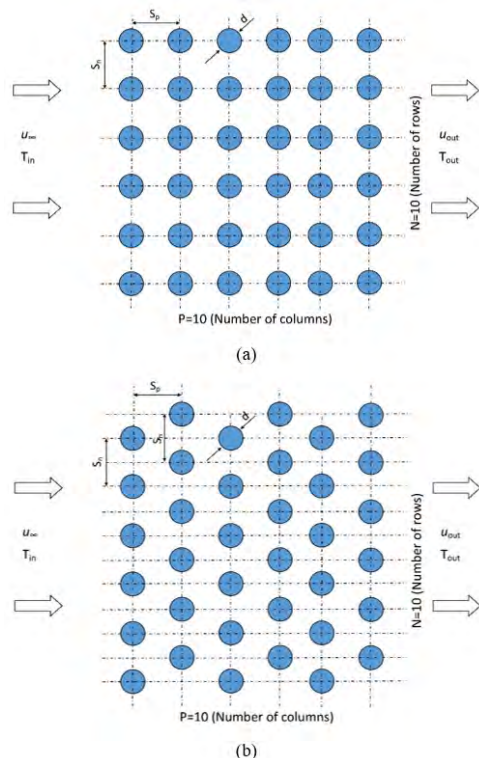 Sp
d
Sn
u∞
Tin
uout
Tout
N=10 (Number of rows)
P=10 (Number of columns)
(a)
Sp
d
Sn
Sn
u∞
Tin
uout
Tout
N=10 (Number of rows)
P=10 (Number of columns)
(b)